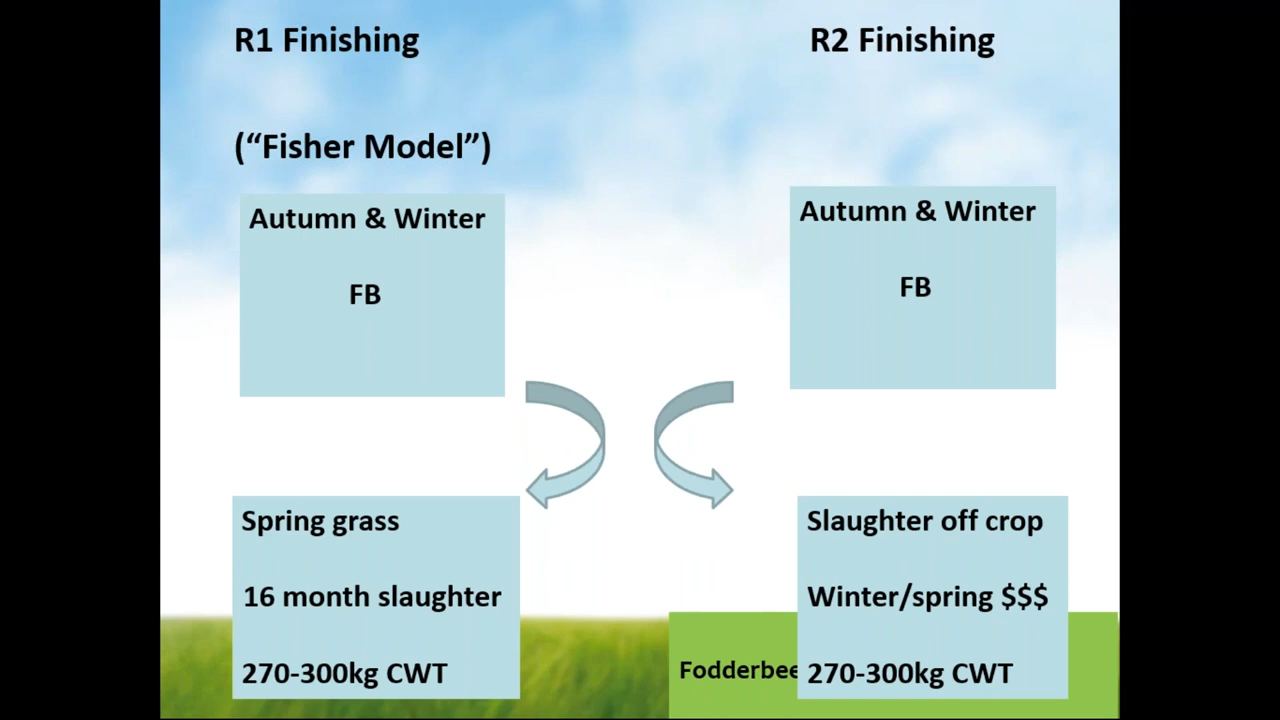 R1 Finishing
("Fisher Model")
Autumn & Winter
FB
Spring grass
16 month slaughter
270-300kg CWT
R2 Finishing
Autumn & Winter
FB
Slaughter off crop
Winter/spring $$$
270-300kg CWT
Fodderbee